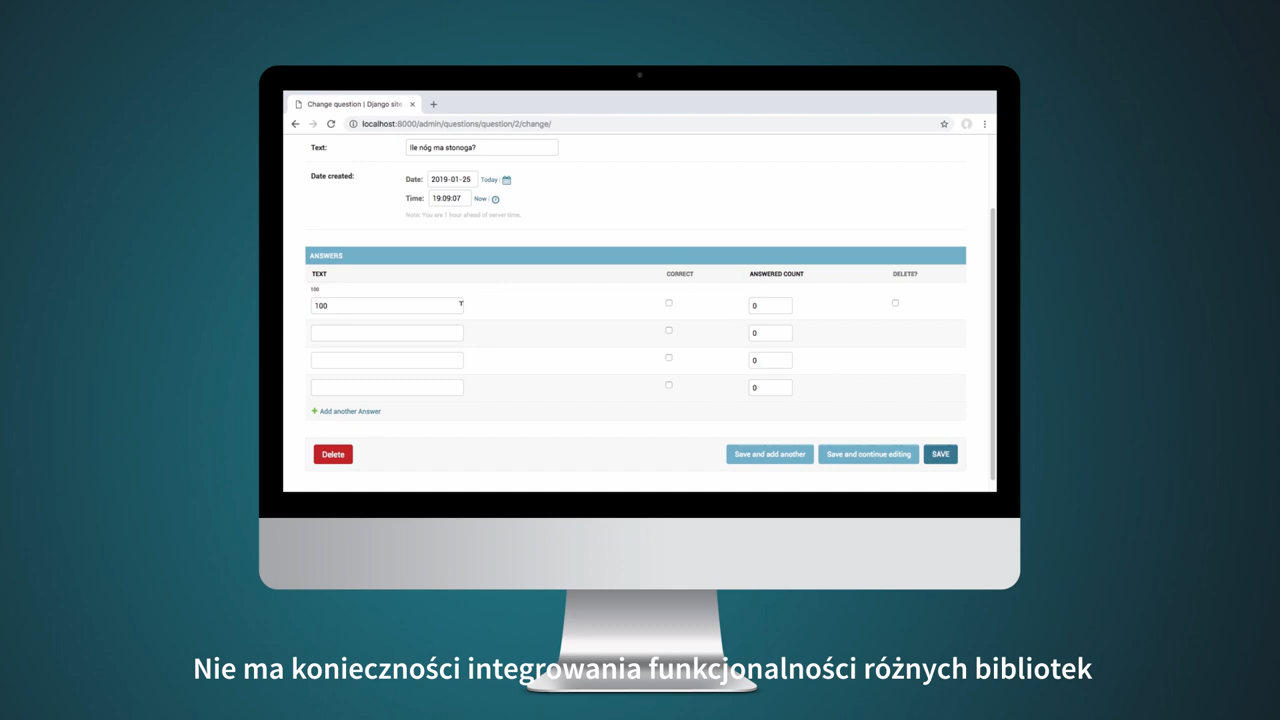 Change question | Django site
localhost:8000/admin/questions/question/2/change/
Text:
Ile nóg ma stonoga?
Date created:
Date: 2019-01-25 Today
Time: 19:09:07 Now
Note: You are 1 hour ahead of server time.
ANSWERS
TEXT CORRECT ANSWERED COUNT DELETE?
100
100 0
0
0
0
Add another Answer
Delete Save and add another Save and continue editing SAVE
Nie ma konieczności integrowania funkcjonalności różnych bibliotek